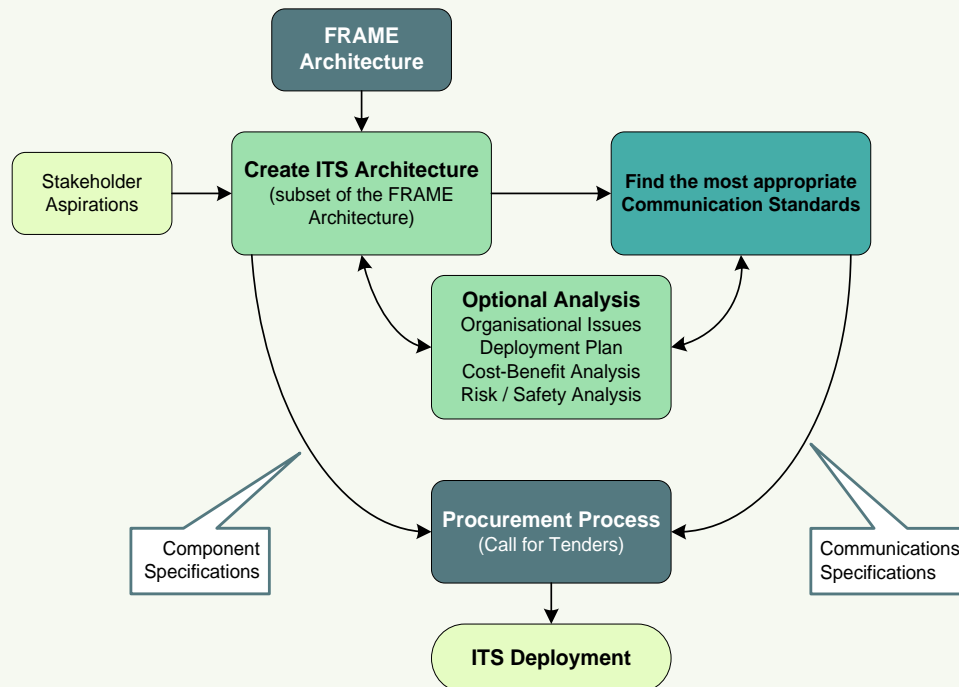 FRAME
Architecture
Stakeholder
Aspirations
Create ITS Architecture
(subset of the FRAME
Architecture)
Find the most appropriate
Communication Standards
Optional Analysis
Organisational Issues
Deployment Plan
Cost-Benefit Analysis
Risk / Safety Analysis
Component
Specifications
Procurement Process
(Call for Tenders)
Communications
Specifications
ITS Deployment